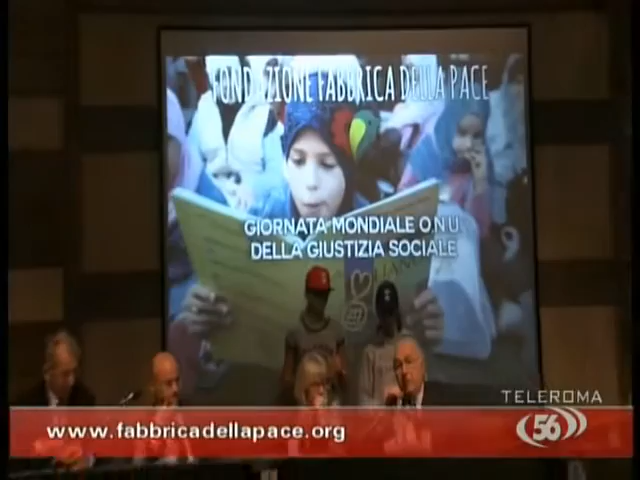 FONDAZIONE FABBRICA DELLA PACE
GIORNATA MONDIALE O.N.U.
DELLA GIUSTIZIA SOCIALE
TELEROMA
56
www.fabbricadellapace.org